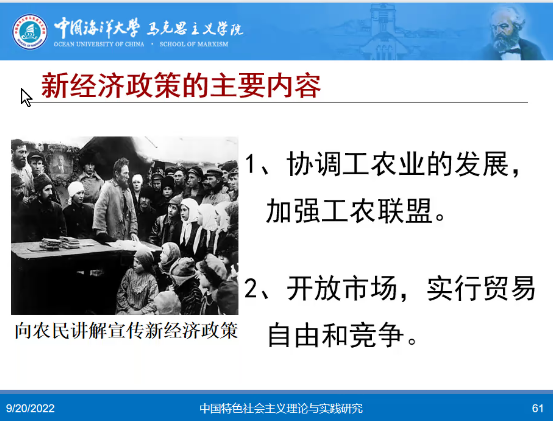 中国海洋大学 马克思主义学院
OCEAN UNIVERSITY OF CHINA • SCHOOL OF MARXISM
新经济政策的主要内容
1、协调工农业的发展，
加强工农联盟。
2、开放市场，实行贸易
自由和竞争。
向农民讲解宣传新经济政策
9/20/2022
中国特色社会主义理论与实践研究
61